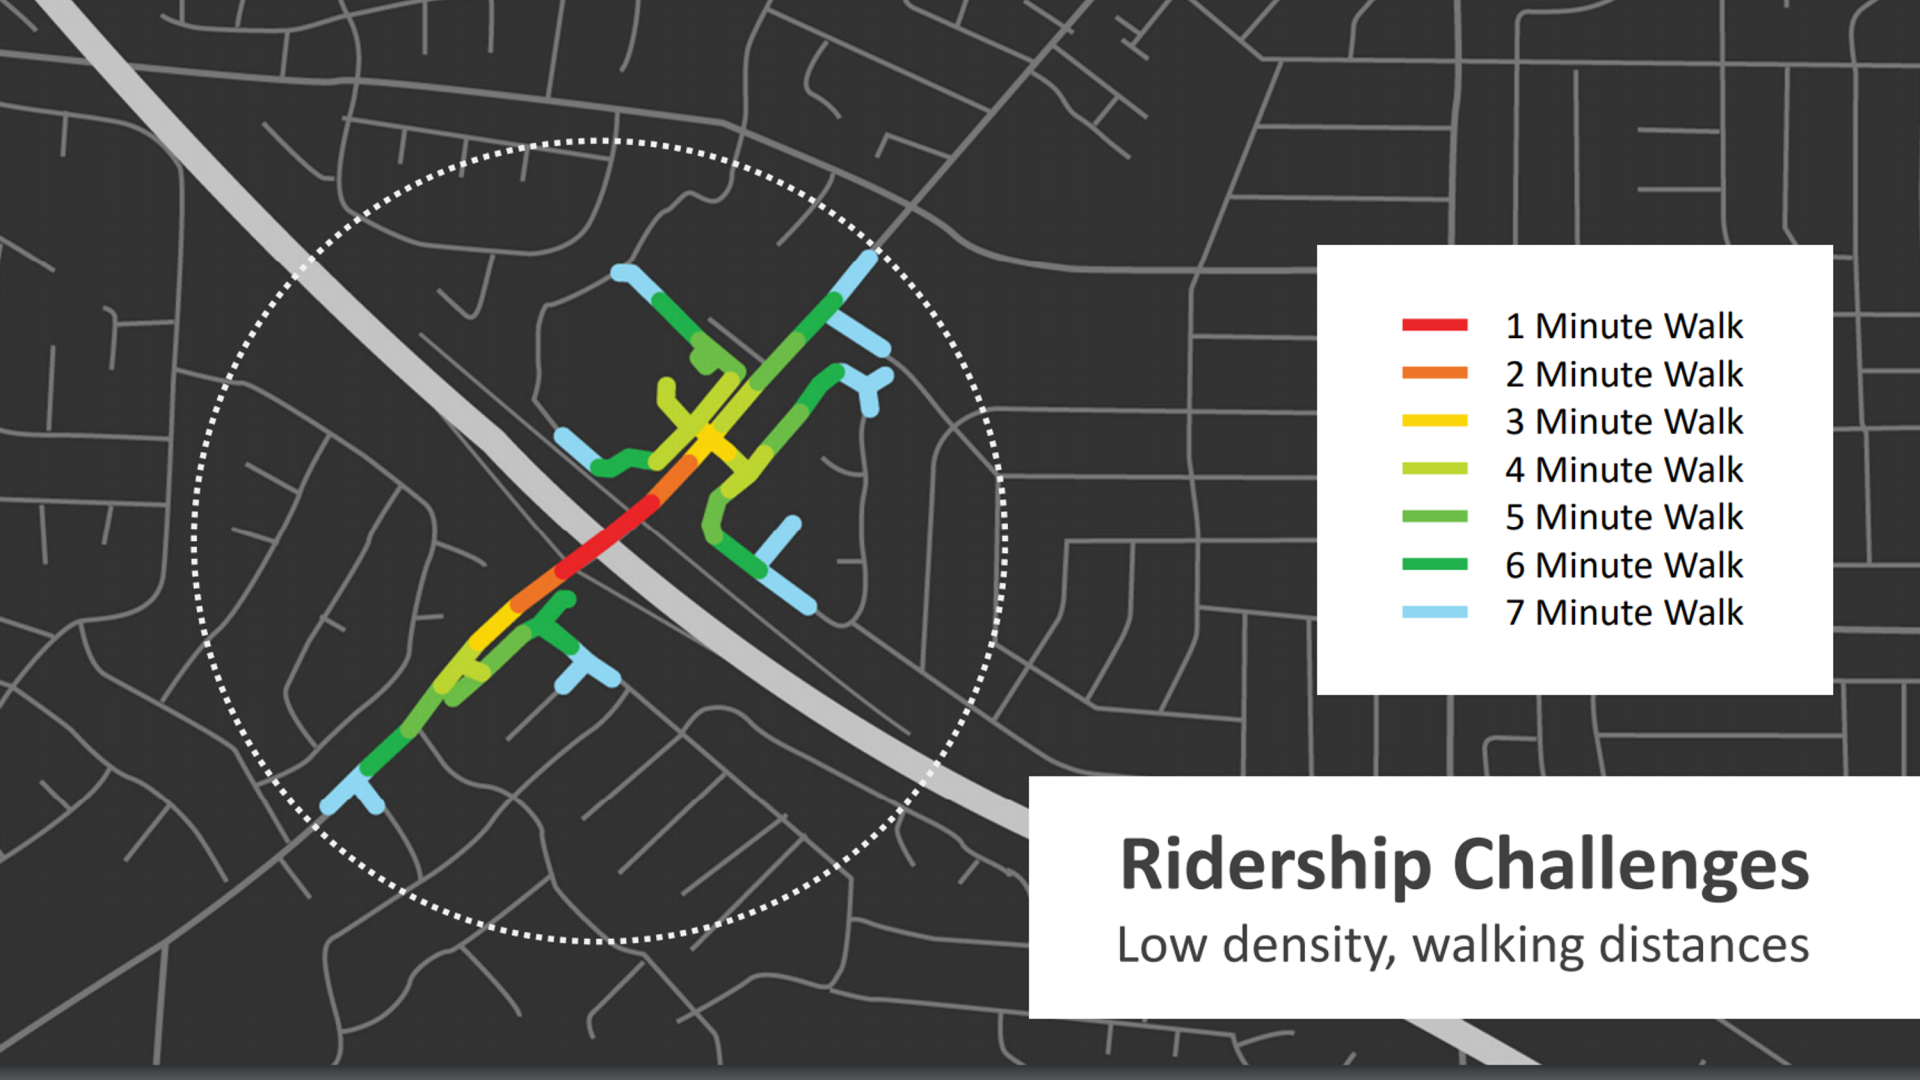 1 Minute Walk
2 Minute Walk
3 Minute Walk
4 Minute Walk
5 Minute Walk
6 Minute Walk
7 Minute Walk
Ridership Challenges
Low density, walking distances